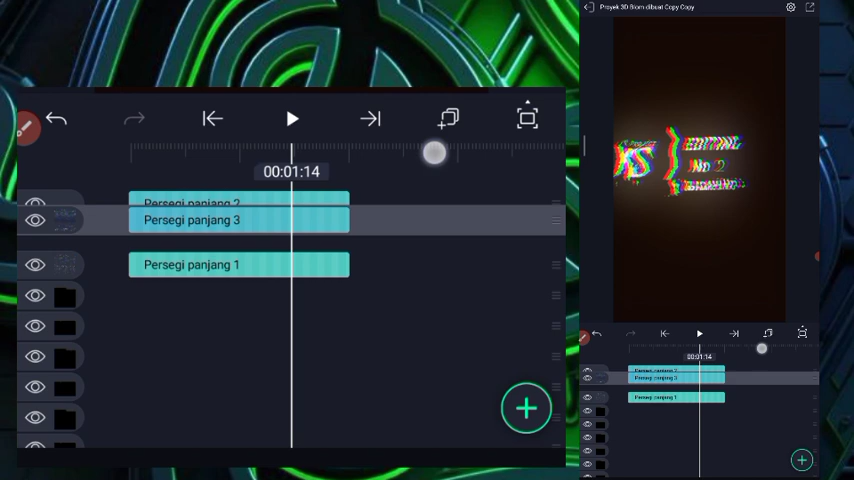 00:01:14
Persegi panjang 2
Persegi panjang 3
Persegi panjang 1
Proyek 3D Blom dibuat Copy Copy
No 2
00:01:14
Persegi panjang 2
Persegi panjang 3
Persegi panjang 1